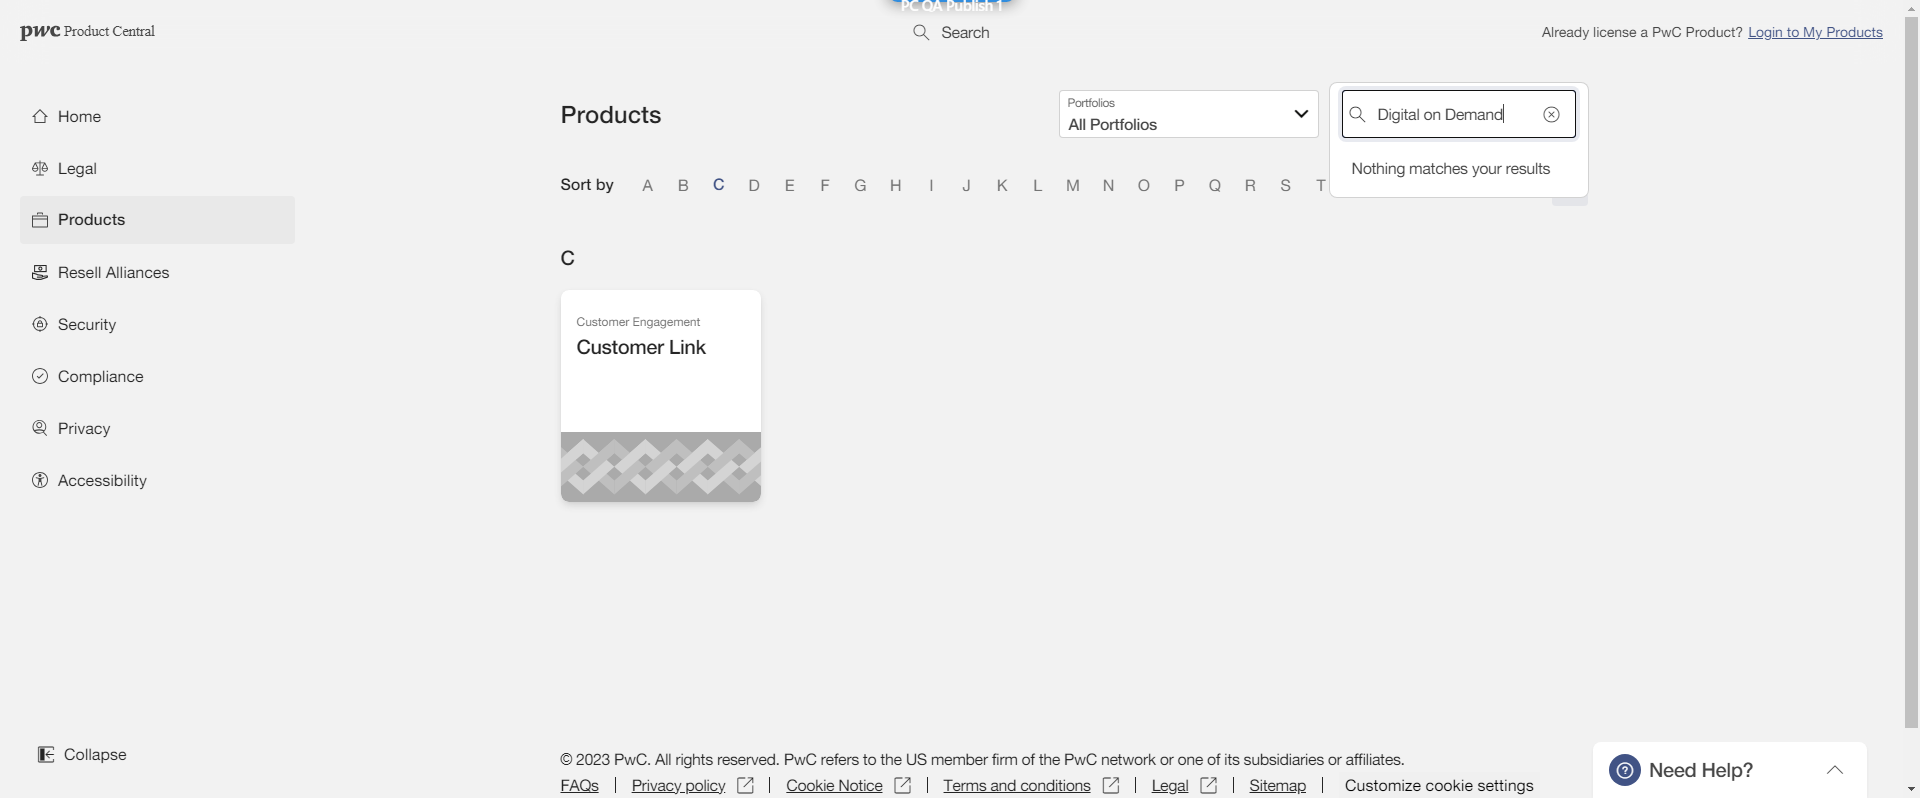 PC QA Publish 1
pwc Product Central
Search
Already license a PwC Product? Login to My Products
Home
Legal
Products
Resell Alliances
Security
Compliance
Privacy
Accessibility
Collapse
Products
Portfolios
All Portfolios
Digital on Demand
Nothing matches your results
Sort by A B C D E F G H I J K L M N O P Q R S T
C
Customer Engagement
Customer Link
© 2023 PwC. All rights reserved. PwC refers to the US member firm of the PwC network or one of its subsidiaries or affiliates.
FAQs | Privacy policy | Cookie Notice | Terms and conditions | Legal | Sitemap | Customize cookie settings
Need Help?